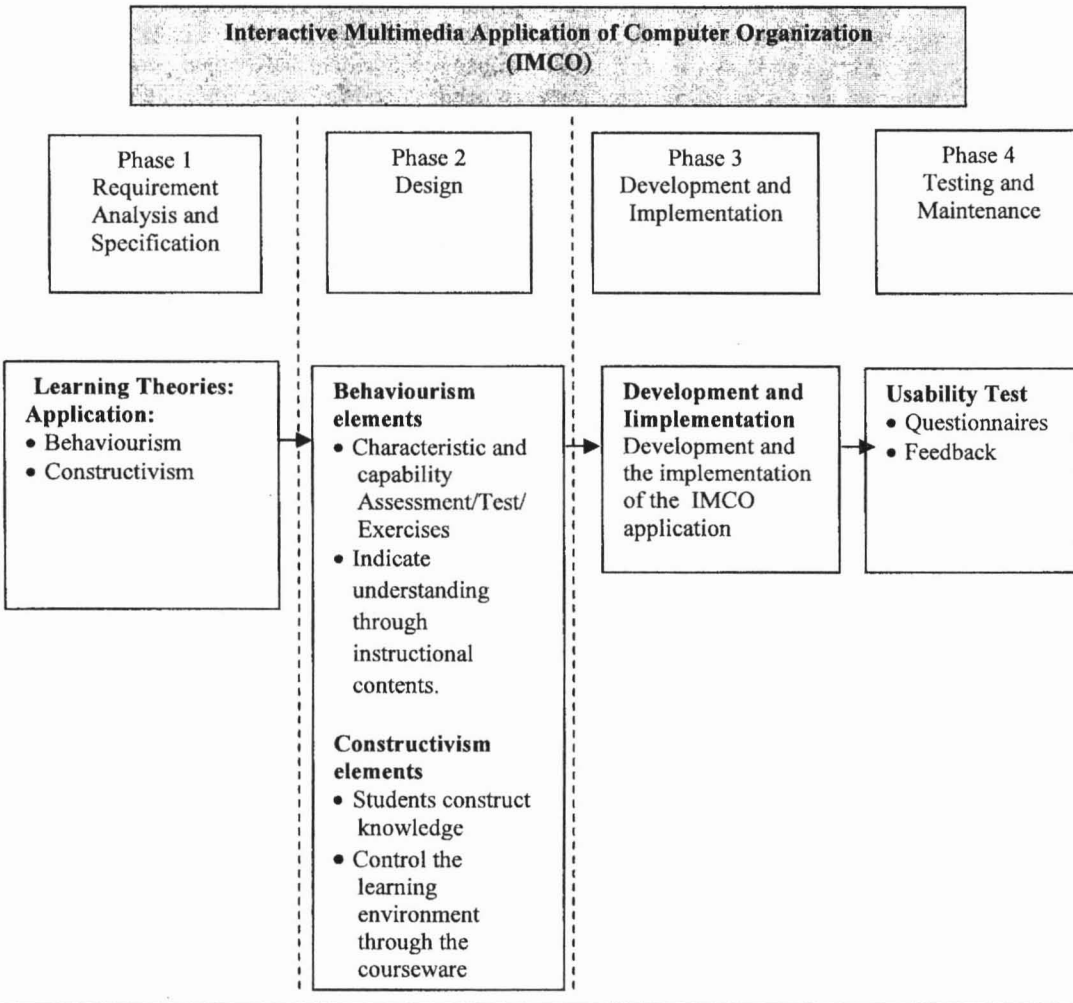 Interactive Multimedia Application of Computer Organization
(IMCO)
Phase 1
Requirement
Analysis and
Specification
Phase 2
Design
Phase 3
Development and
Implementation
Phase 4
Testing and
Maintenance
Learning Theories:
Application:
• Behaviourism
• Constructivism
Behaviourism
elements
• Characteristic and
capability
Assessment/Test/
Exercises
• Indicate
understanding
through
instructional
contents.
Constructivism
elements
• Students construct
knowledge
• Control the
learning
environment
through the
courseware
Development and
Iimplementation
Development and
the implementation
of the IMCO
application
Usability Test
• Questionnaires
• Feedback